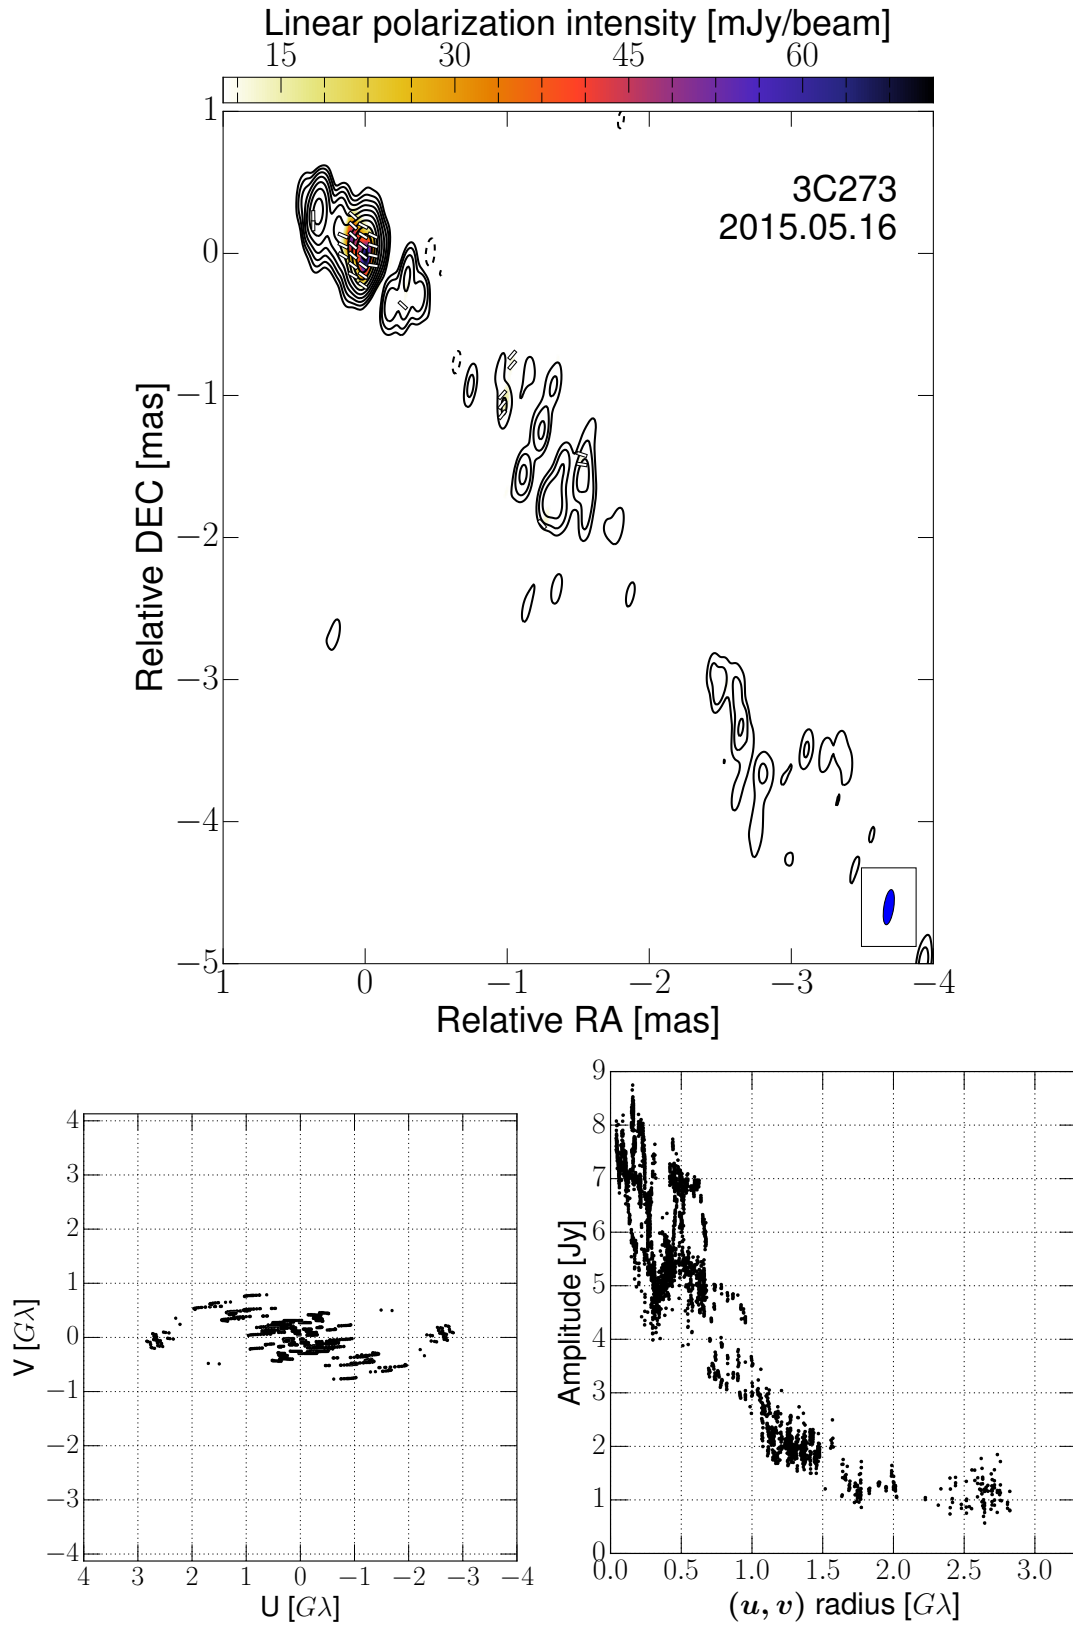 Linear polarization intensity [mJy/beam]
15 30 45 60
3C273
2015.05.16
1
0
−1
−2
−3
−4
−5
Relative DEC [mas]
1 0 −1 −2 −3 −4
Relative RA [mas]
4
3
2
1
0
−1
−2
−3
−4
V [Gλ]
4 3 2 1 0 −1 −2 −3 −4
U [Gλ]
9
8
7
6
5
4
3
2
1
0
Amplitude [Jy]
0.0 0.5 1.0 1.5 2.0 2.5 3.0
(u, v) radius [Gλ]